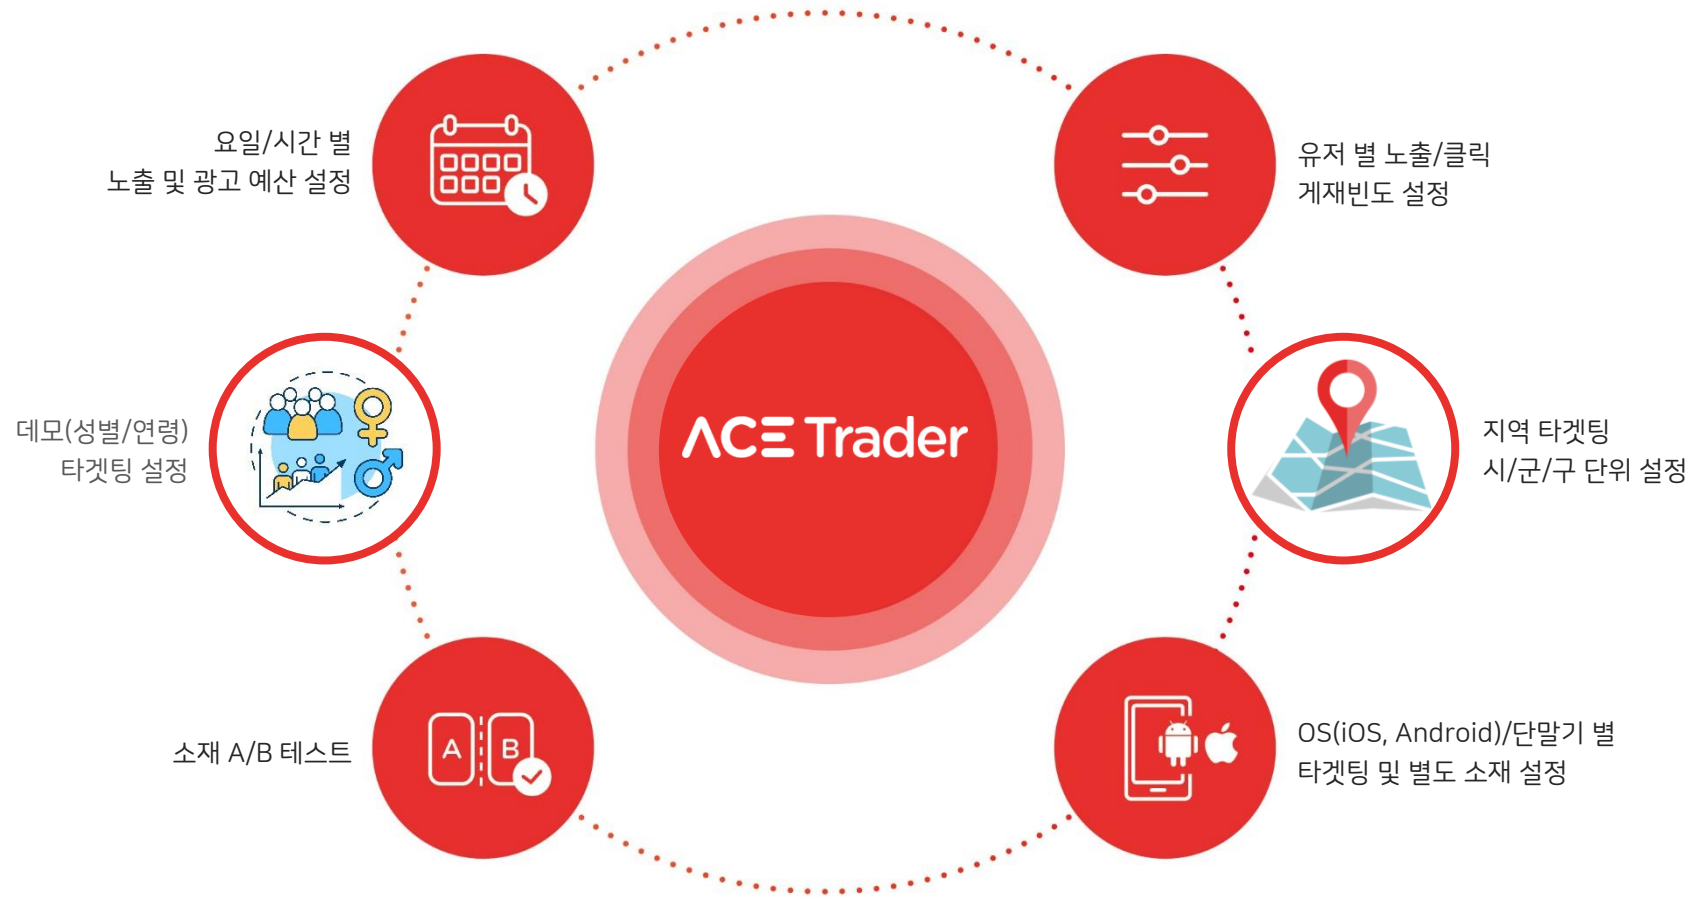 요일/시간 별
노출 및 광고 예산 설정
유저 별 노출/클릭
게재빈도 설정
데모(성별/연령)
타겟팅 설정
ACE Trader
지역 타겟팅
시/군/구 단위 설정
소재 A/B 테스트
A B
OS(iOS, Android)/단말기 별
타겟팅 및 별도 소재 설정